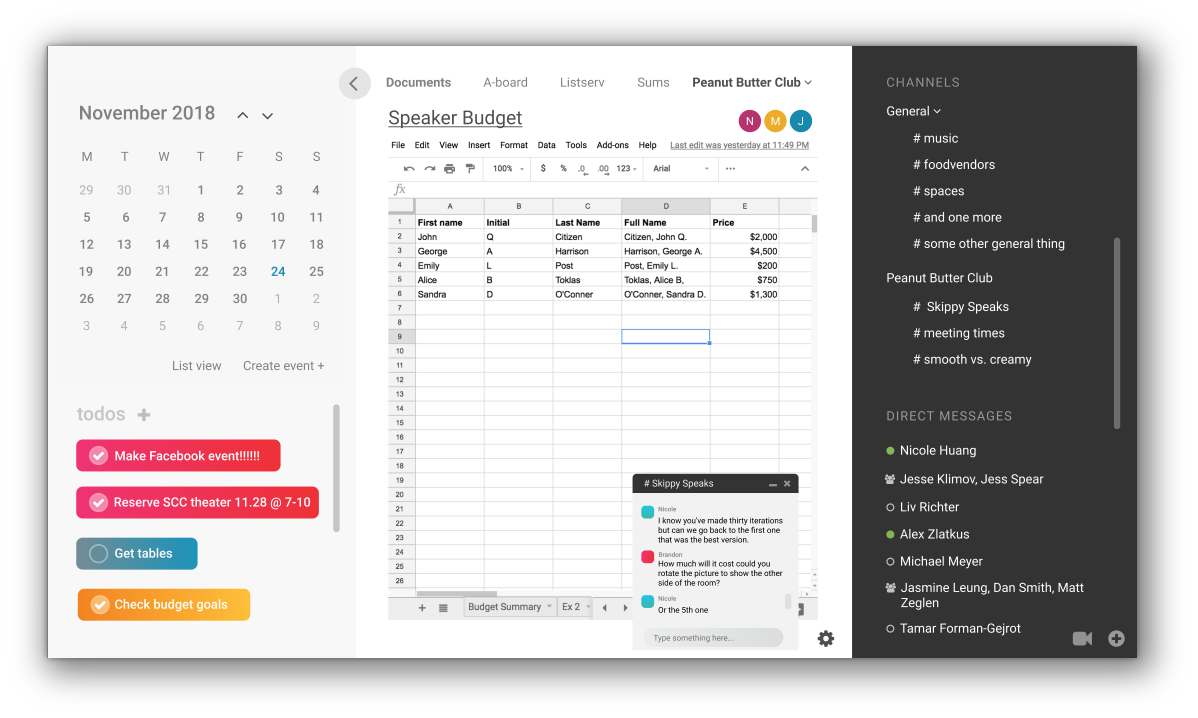 November 2018
M T W T F S S
29 30 31 1 2 3 4
5 6 7 8 9 10 11
12 13 14 15 16 17 18
19 20 21 22 23 24 25
26 27 28 29 30 1 2
3 4 5 6 7 8 9
List view Create event +
todos +
Make Facebook event!!!!!!
Reserve SCC theater 11.28 @ 7-10
Get tables
Check budget goals
Documents A-board Listserv Sums Peanut Butter Club
Speaker Budget
N M J
File Edit View Insert Format Data Tools Add-ons Help Last edit was yesterday at 11:49 PM
100% $ % .0 .00 123 Arial ...
fx
A B C D E
1 First name Initial Last Name Full Name Price
2 John Q Citizen Citizen, John Q. $2,000
3 George A Harrison Harrison, George A. $4,500
4 Emily L Post Post, Emily L. $200
5 Alice B Toklas Toklas, Alice B, $750
6 Sandra D O'Conner O'Conner, Sandra D. $1,300
7
8
9
10
11
12
13
14
15
16
17
18
19
20
21
22
23
24
25
26
+ Budget Summary Ex 2
# Skippy Speaks
Nicole
I know you've made thirty iterations
but can we go back to the first one
that was the best version.
Brandon
How much will it cost could you
rotate the picture to show the other
side of the room?
Nicole
Or the 5th one
Type something here...
CHANNELS
General
# music
# foodvendors
# spaces
# and one more
# some other general thing
Peanut Butter Club
# Skippy Speaks
# meeting times
# smooth vs. creamy
DIRECT MESSAGES
Nicole Huang
Jesse Klimov, Jess Spear
Liv Richter
Alex Zlatkus
Michael Meyer
Jasmine Leung, Dan Smith, Matt
Zeglen
Tamar Forman-Gejrot